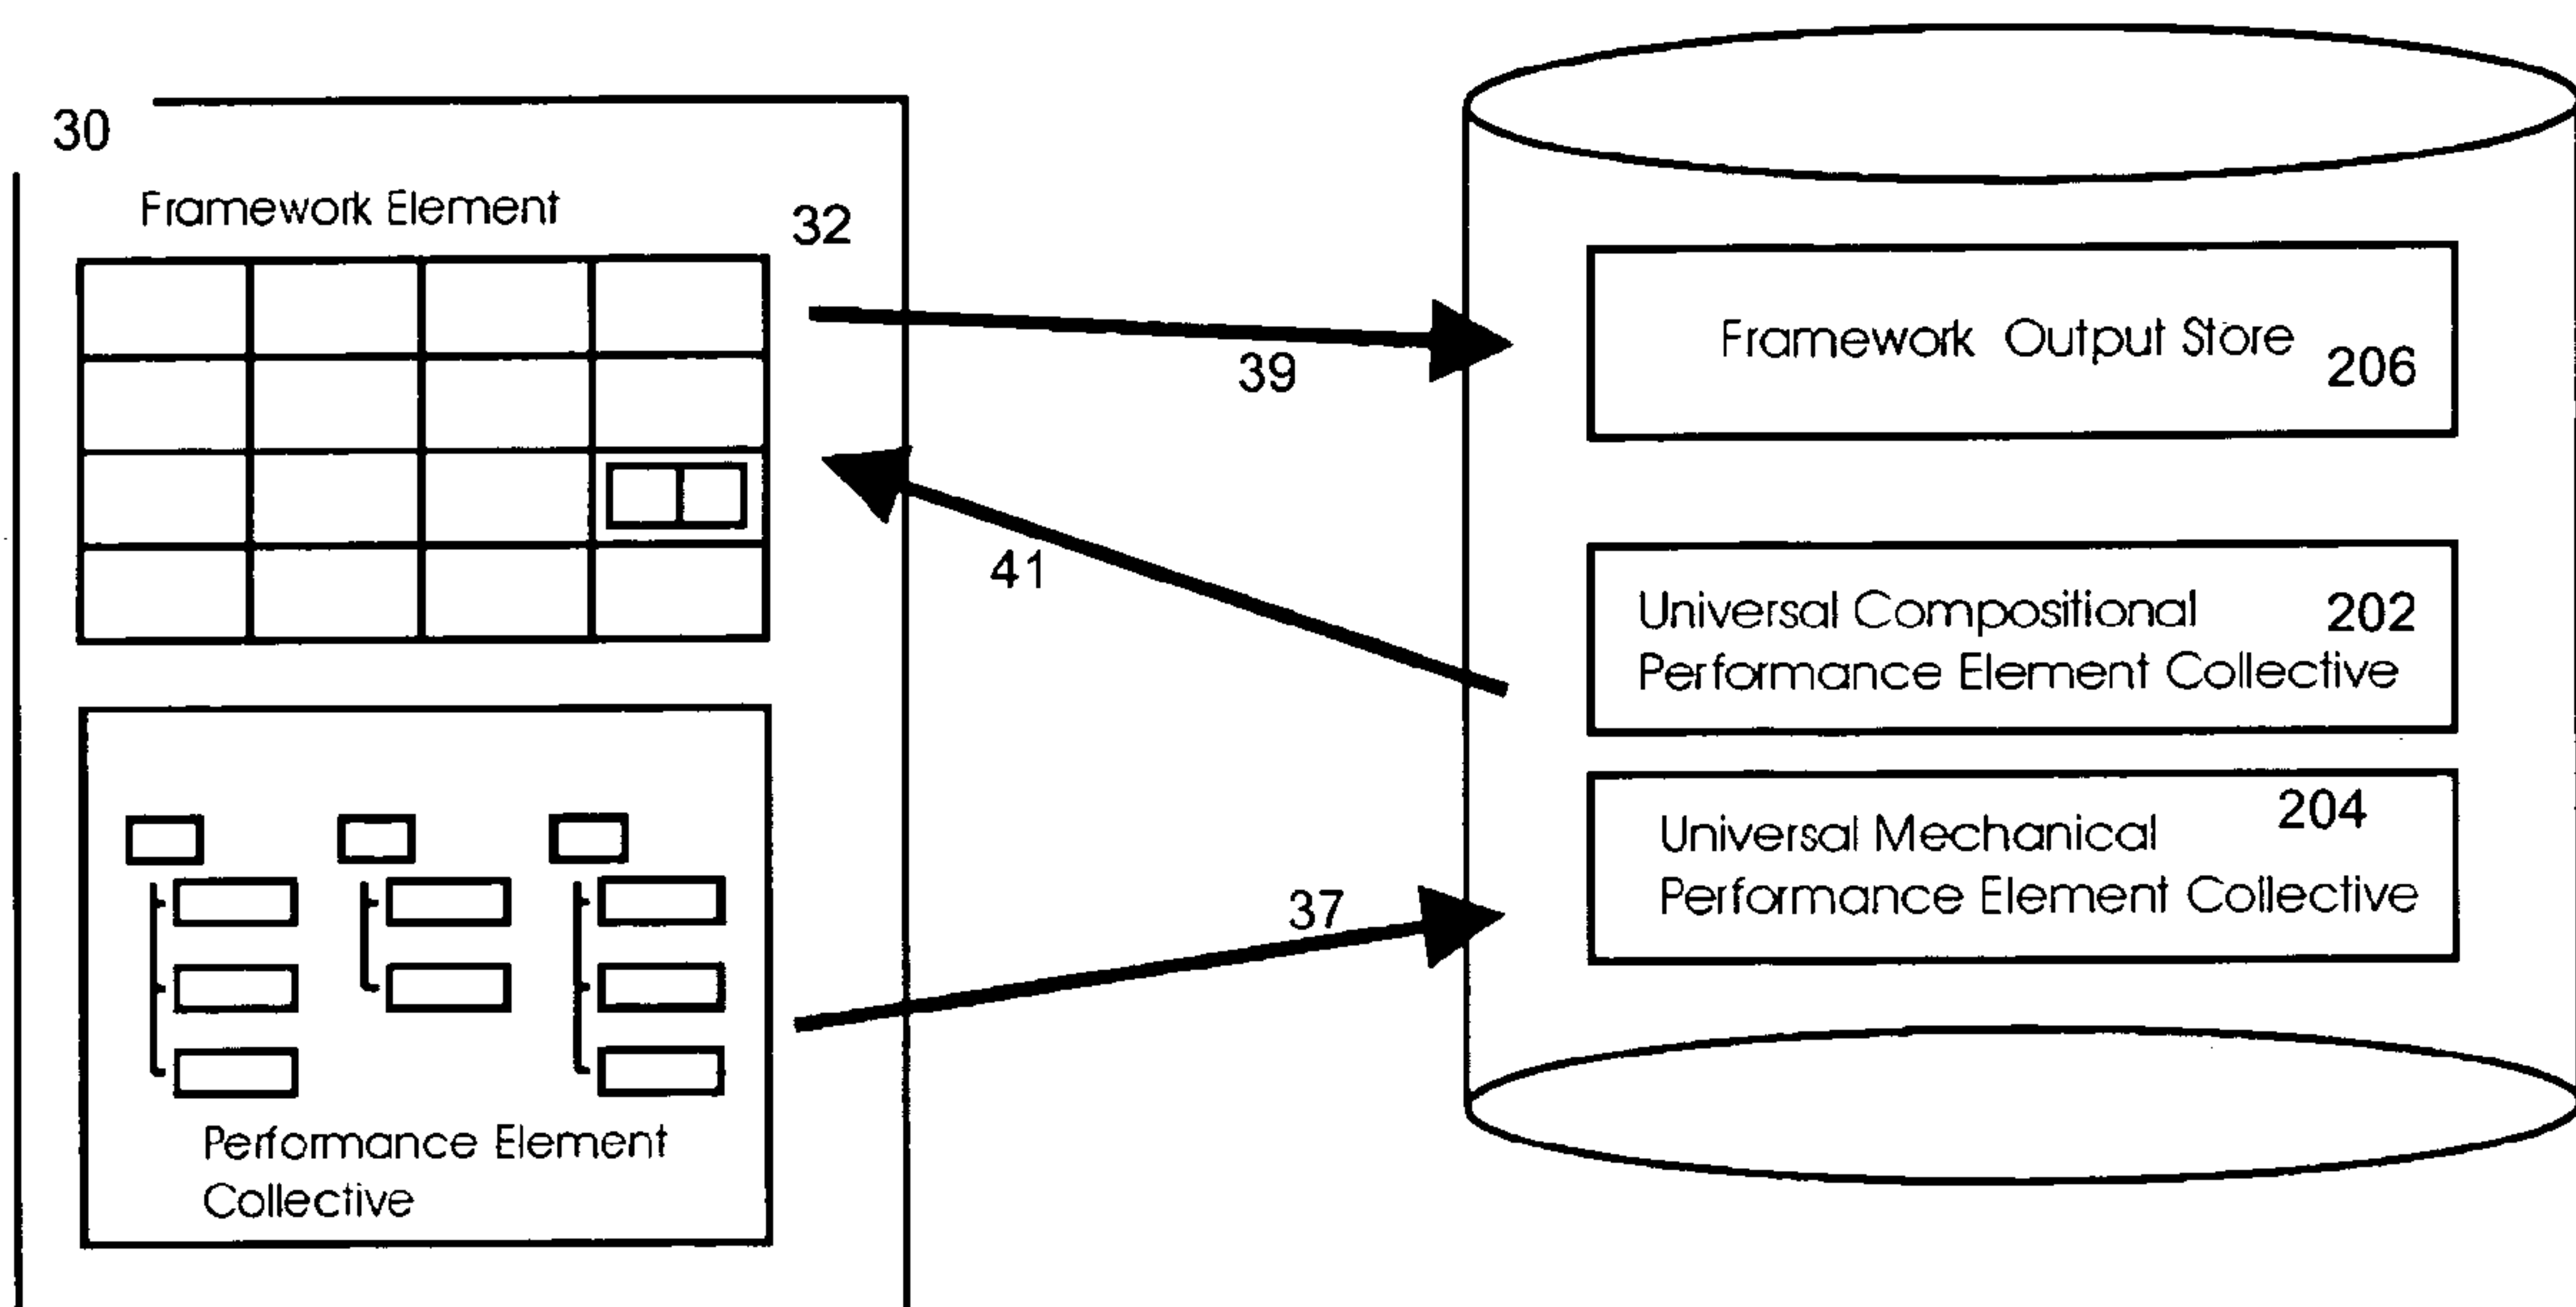 30
Framework Element
32
39
41
37
Performance Element
Collective
Framework Output Store
206
Universal Compositional 202
Performance Element Collective
204
Universal Mechanical
Performance Element Collective